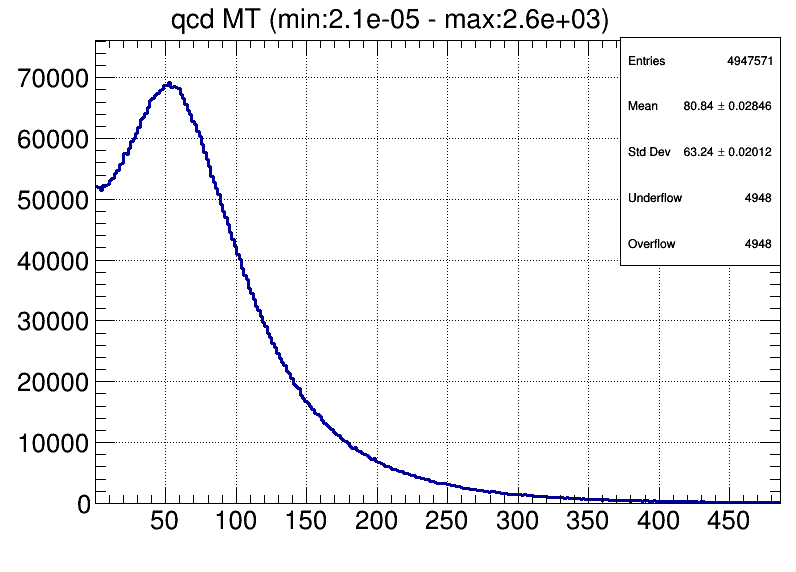 qcd MT (min:2.1e-05 - max:2.6e+03)
Entries 4947571
Mean 80.84 ± 0.02846
Std Dev 63.24 ± 0.02012
Underflow 4948
Overflow 4948
70000
60000
50000
40000
30000
20000
10000
0
50 100 150 200 250 300 350 400 450